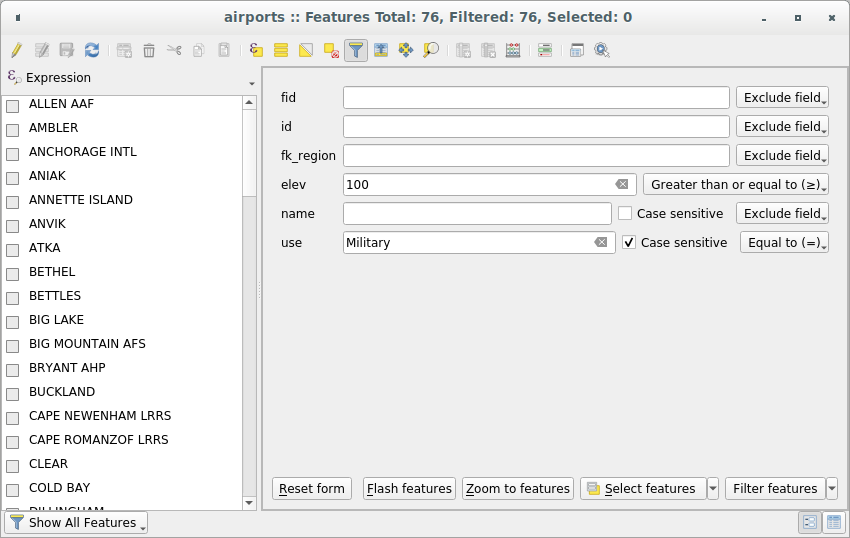 airports :: Features Total: 76, Filtered: 76, Selected: 0
Expression
ALLEN AAF
AMBLER
ANCHORAGE INTL
ANIAK
ANNETTE ISLAND
ANVIK
ATKA
BETHEL
BETTLES
BIG LAKE
BIG MOUNTAIN AFS
BRYANT AHP
BUCKLAND
CAPE NEWENHAM LRRS
CAPE ROMANZOF LRRS
CLEAR
COLD BAY
DILLINGHAM
fid Exclude field
id Exclude field
fk_region Exclude field
elev 100 Greater than or equal to (≥)
name Case sensitive Exclude field
use Military Case sensitive Equal to (=)
Reset form Flash features Zoom to features Select features Filter features
Show All Features